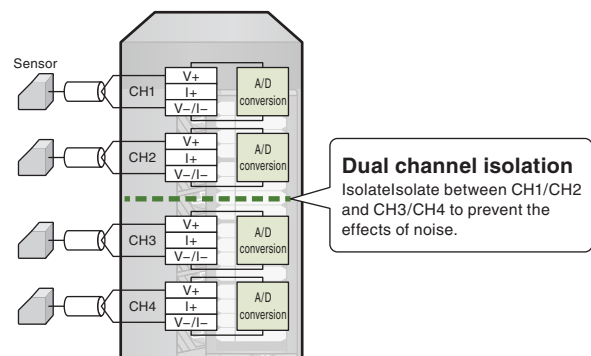 Sensor
CH1
V+
I+
V−/I−
A/D
conversion
CH2
V+
I+
V−/I−
A/D
conversion
Dual channel isolation
IsolateIsolate between CH1/CH2
and CH3/CH4 to prevent the
effects of noise.
CH3
V+
I+
V−/I−
A/D
conversion
CH4
V+
I+
V−/I−
A/D
conversion